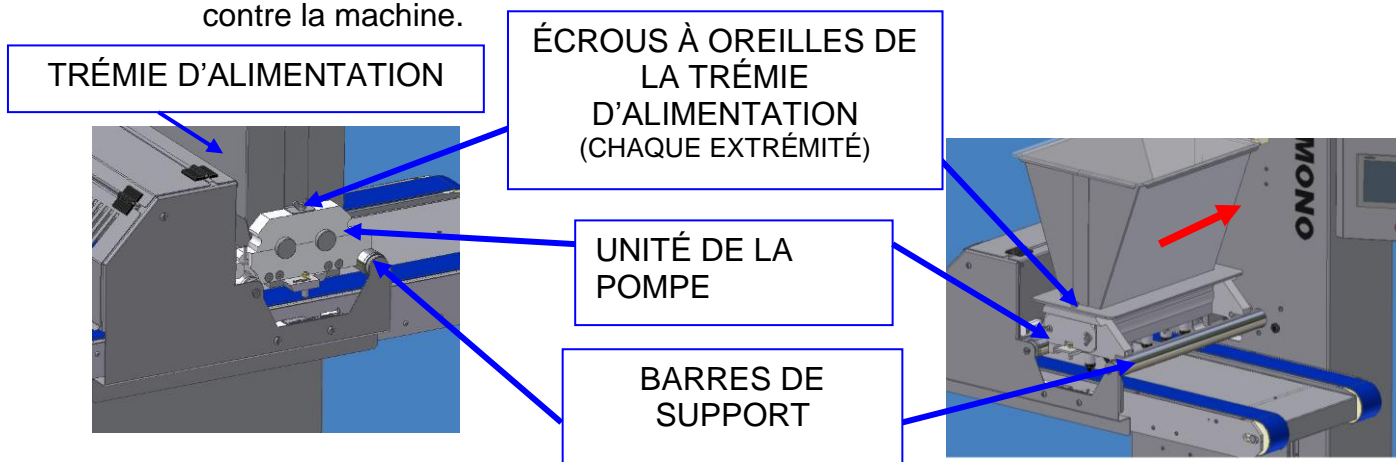 contre la machine.
TRÉMIE D'ALIMENTATION
ÉCROUS À OREILLES DE
LA TRÉMIE
D'ALIMENTATION
(CHAQUE EXTRÉMITÉ)
MONO
UNITÉ DE LA
POMPE
BARRES DE
SUPPORT